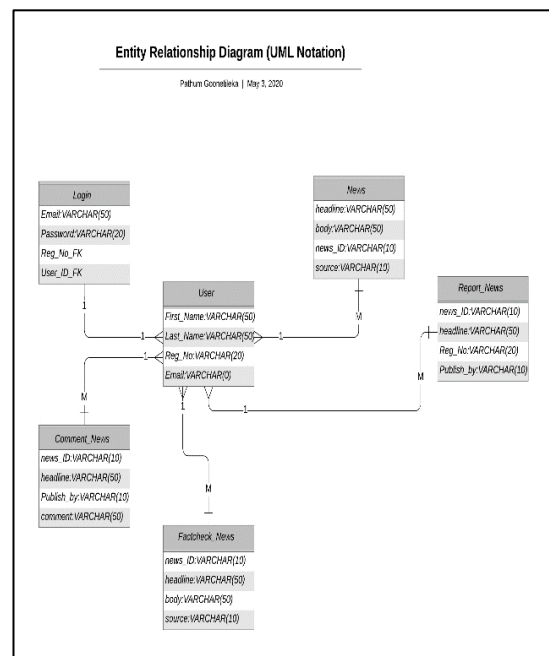 Entity Relationship Diagram (UML Notation)
Pathum Goonetilleka | May 3, 2020
Login
Email:VARCHAR(50)
Password:VARCHAR(20)
Reg_No_FK
User_ID_FK
News
headline:VARCHAR(50)
body:VARCHAR(50)
news_ID:VARCHAR(10)
source:VARCHAR(10)
User
First_Name:VARCHAR(50)
Last_Name:VARCHAR(50)
Reg_No:VARCHAR(20)
Email:VARCHAR(0)
Report_News
news_ID:VARCHAR(10)
headline:VARCHAR(50)
Reg_No:VARCHAR(20)
Publish_by:VARCHAR(10)
1
1
1
M
1
M
M
1
1
M
Comment_News
news_ID:VARCHAR(10)
headline:VARCHAR(50)
Publish_by:VARCHAR(10)
comment:VARCHAR(50)
Factcheck_News
news_ID:VARCHAR(10)
headline:VARCHAR(50)
body:VARCHAR(50)
source:VARCHAR(10)